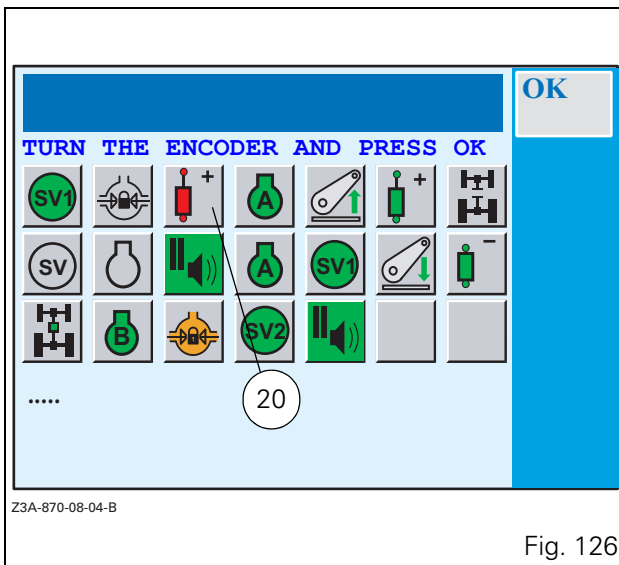 OK
TURN THE ENCODER AND PRESS OK
SV1 + A +
SV A SV1 -
B SV2
.....
20
Z3A-870-08-04-B
Fig. 126